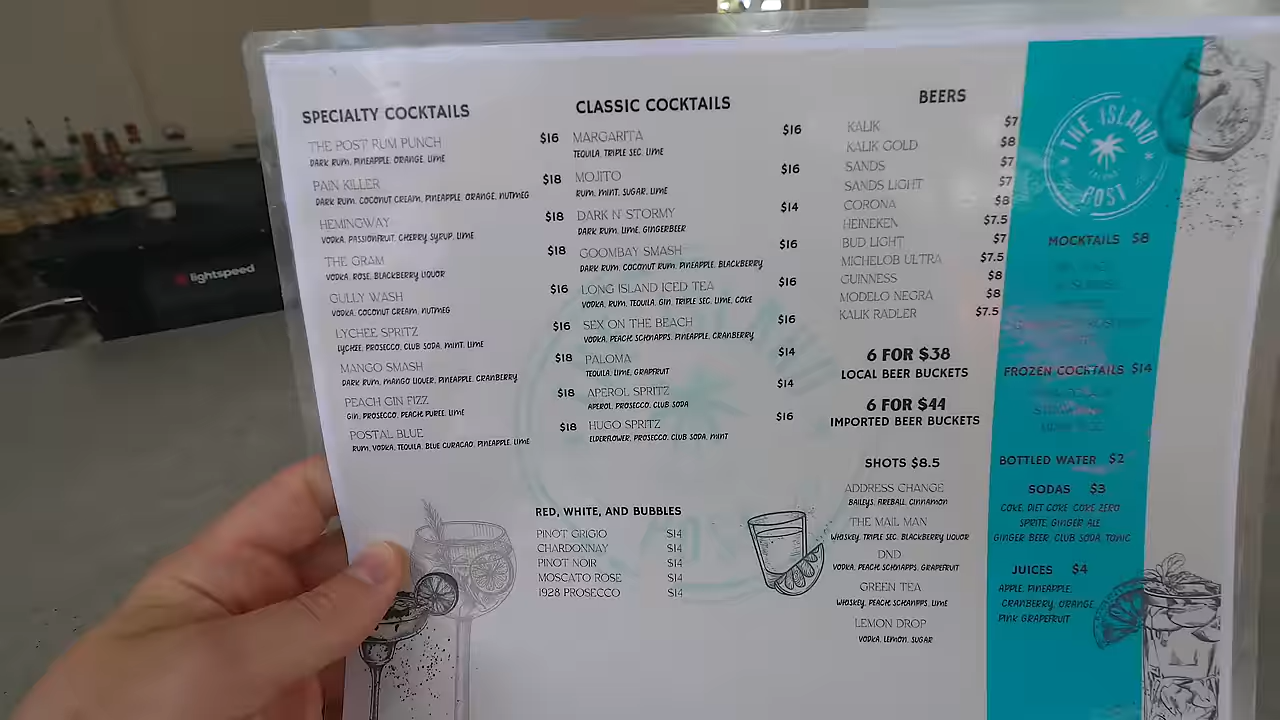 SPECIALTY COCKTAILS
THE POST RUM PUNCH $16
DARK RUM, PINEAPPLE, ORANGE, LIME
PAIN KILLER $18
DARK RUM, COCONUT CREAM, PINEAPPLE, ORANGE, NUTMEG
HEMINGWAY $18
VODKA, PASSIONFRUIT, CHERRY SYRUP, LIME
THE GRAM $18
VODKA, ROSE, BLACKBERRY LIQUOR
GULLY WASH $16
VODKA, COCONUT CREAM, NUTMEG
LYCHEE SPRITZ $16
LYCHEE, PROSECCO, CLUB SODA, MINT, LIME
MANGO SMASH $18
DARK RUM, MANGO LIQUER, PINEAPPLE, CRANBERRY
PEACH GIN FIZZ $18
GIN, PROSECCO, PEACH PUREE, LIME
POSTAL BLUE $18
RUM, VODKA, TEQUILA, BLUE CURACAO, PINEAPPLE, LIME
CLASSIC COCKTAILS
MARGARITA $16
TEQUILA, TRIPLE SEC, LIME
MOJITO $16
RUM, MINT, SUGAR, LIME
DARK N' STORMY $14
DARK RUM, LIME, GINGERBEER
GOOMBAY SMASH $16
DARK RUM, COCONUT RUM, PINEAPPLE, BLACKBERRY
LONG ISLAND ICED TEA $16
VODKA, RUM, TEQUILA, GIN, TRIPLE SEC, LIME, COKE
SEX ON THE BEACH $16
VODKA, PEACH SCHNAPPS, PINEAPPLE, CRANBERRY
PALOMA $14
TEQUILA, LIME, GRAPEFRUIT
APEROL SPRITZ $14
APEROL, PROSECCO, CLUB SODA
HUGO SPRITZ $16
ELDERFLOWER, PROSECCO, CLUB SODA, MINT
RED, WHITE, AND BUBBLES
PINOT GRIGIO $14
CHARDONNAY $14
PINOT NOIR $14
MOSCATO ROSE $14
1928 PROSECCO $14
BEERS
KALIK $7
KALIK GOLD $8
SANDS $7
SANDS LIGHT $7
CORONA $8
HEINEKEN $7.5
BUD LIGHT $7
MICHELOB ULTRA $7.5
GUINNESS $8
MODELO NEGRA $8
KALIK RADLER $7.5
6 FOR $38
LOCAL BEER BUCKETS
6 FOR $44
IMPORTED BEER BUCKETS
SHOTS $8.5
ADDRESS CHANGE
BAILEYS, FIREBALL, CINNAMON
THE MAIL MAN
WHISKEY, TRIPLE SEC, BLACKBERRY LIQUOR
DND
VODKA, PEACH SCHNAPPS, GRAPEFRUIT
GREEN TEA
WHISKEY, PEACH SCHNAPPS, LIME
LEMON DROP
VODKA, LEMON, SUGAR
THE ISLAND
POST
MOCKTAILS $8
FROZEN COCKTAILS $14
BOTTLED WATER $2
SODAS $3
COKE, DIET COKE, COKE ZERO
SPRITE, GINGER ALE,
GINGER BEER, CLUB SODA, TONIC
JUICES $4
APPLE, PINEAPPLE,
CRANBERRY, ORANGE
PINK GRAPEFRUIT
lightspeed